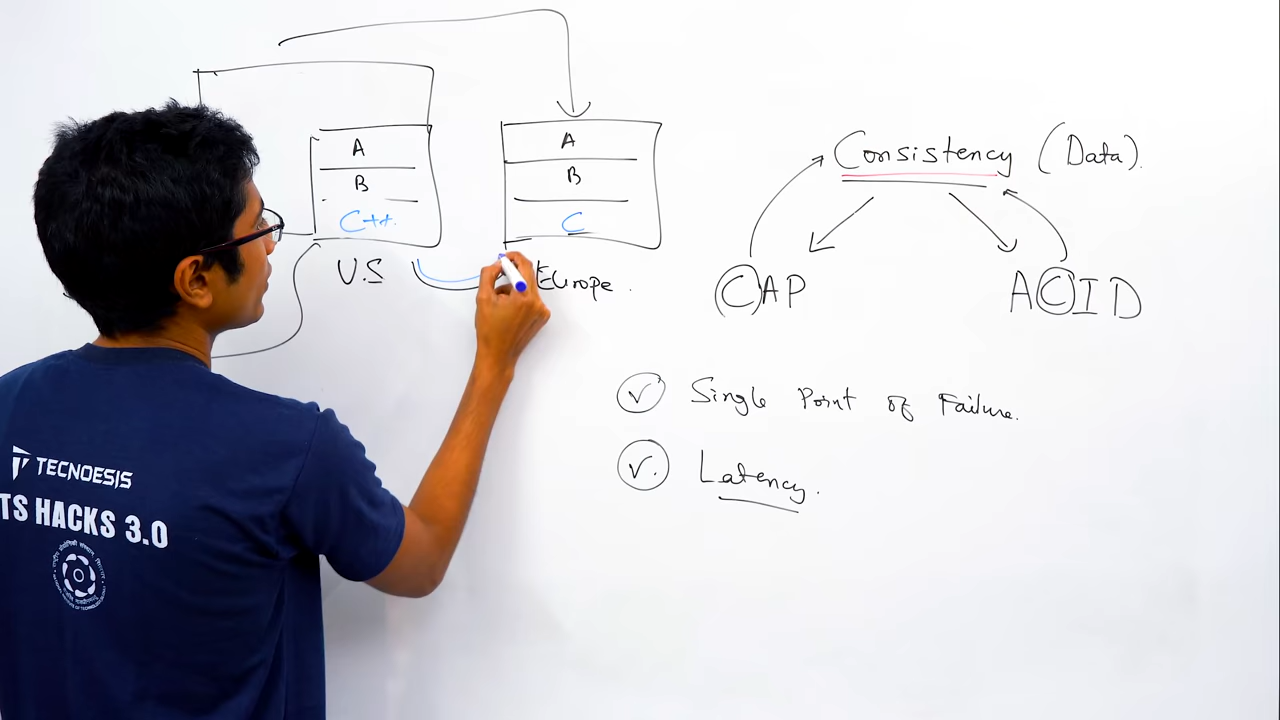 A
B
C++
U.S
A
B
C
Europe.
Consistency (Data).
CAP
ACID
Single Point of Failure.
Latency.
TECNOESIS
TS HACKS 3.0